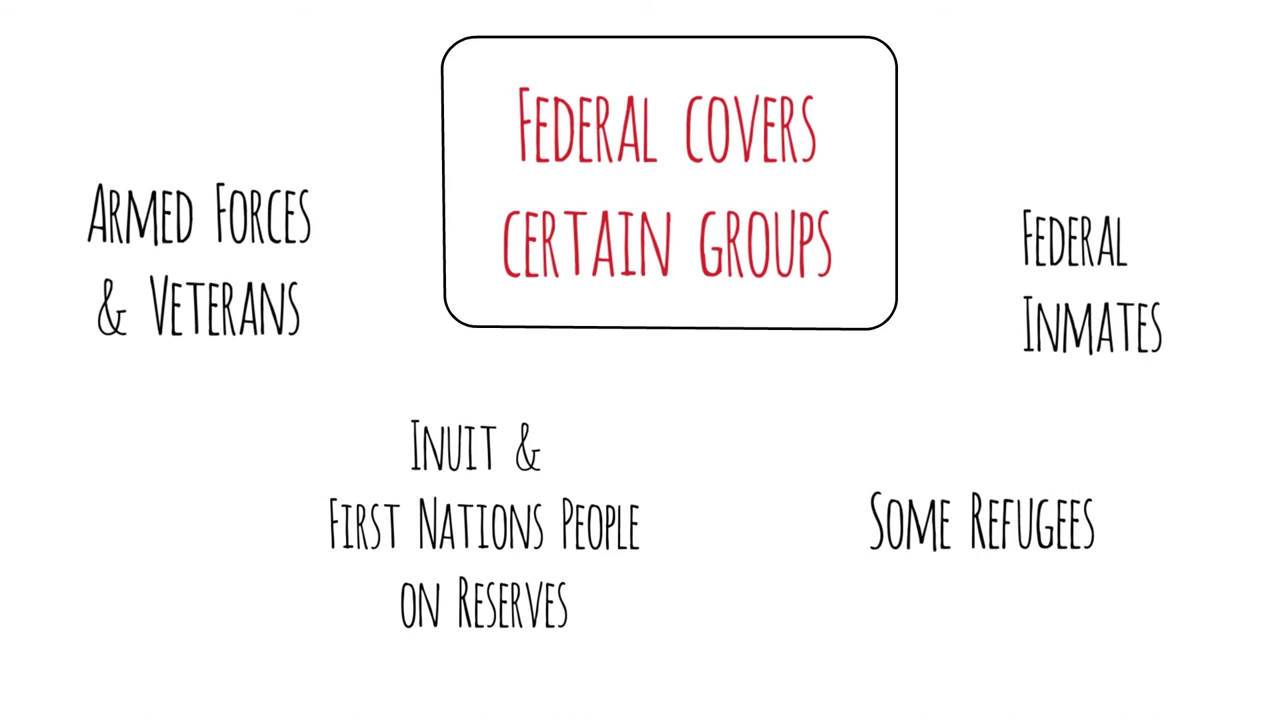 Federal covers
certain groups
Armed Forces
& Veterans
Federal
Inmates
Inuit &
First Nations People
on Reserves
Some Refugees